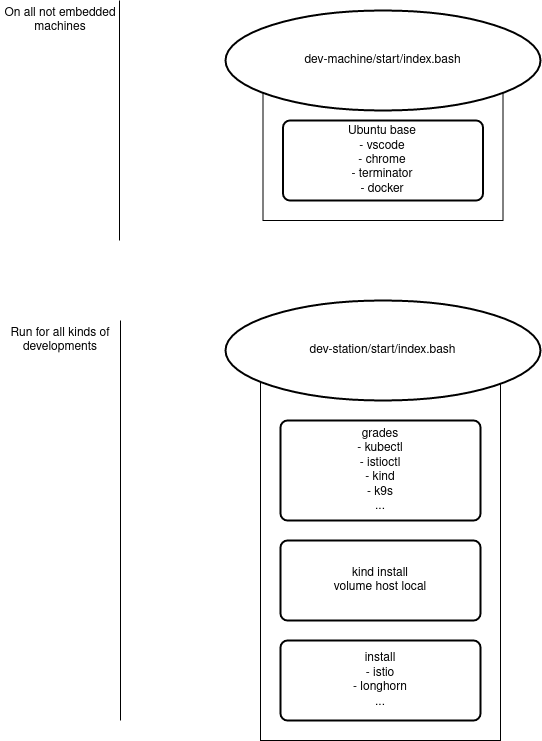 On all not embedded
machines
dev-machine/start/index.bash
Ubuntu base
- vscode
- chrome
- terminator
- docker
Run for all kinds of
developments
dev-station/start/index.bash
grades
- kubectl
- istioctl
- kind
- k9s
...
kind install
volume host local
install
- istio
- longhorn
...